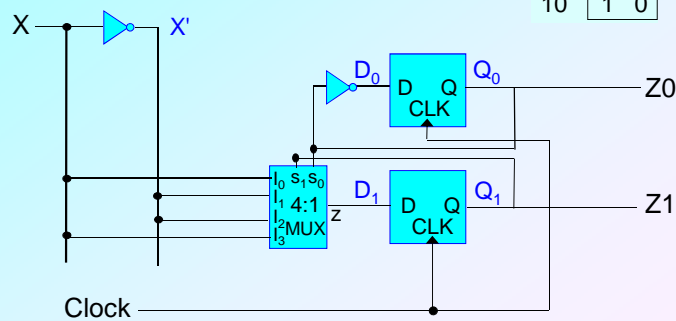 10 1 0
X X'
D₀ Q₀
D Q Z0
CLK
I₀ s₁ s₀
I₁ D₁ Q₁
4:1 D Q Z1
I₂ MUX z CLK
I₃
Clock